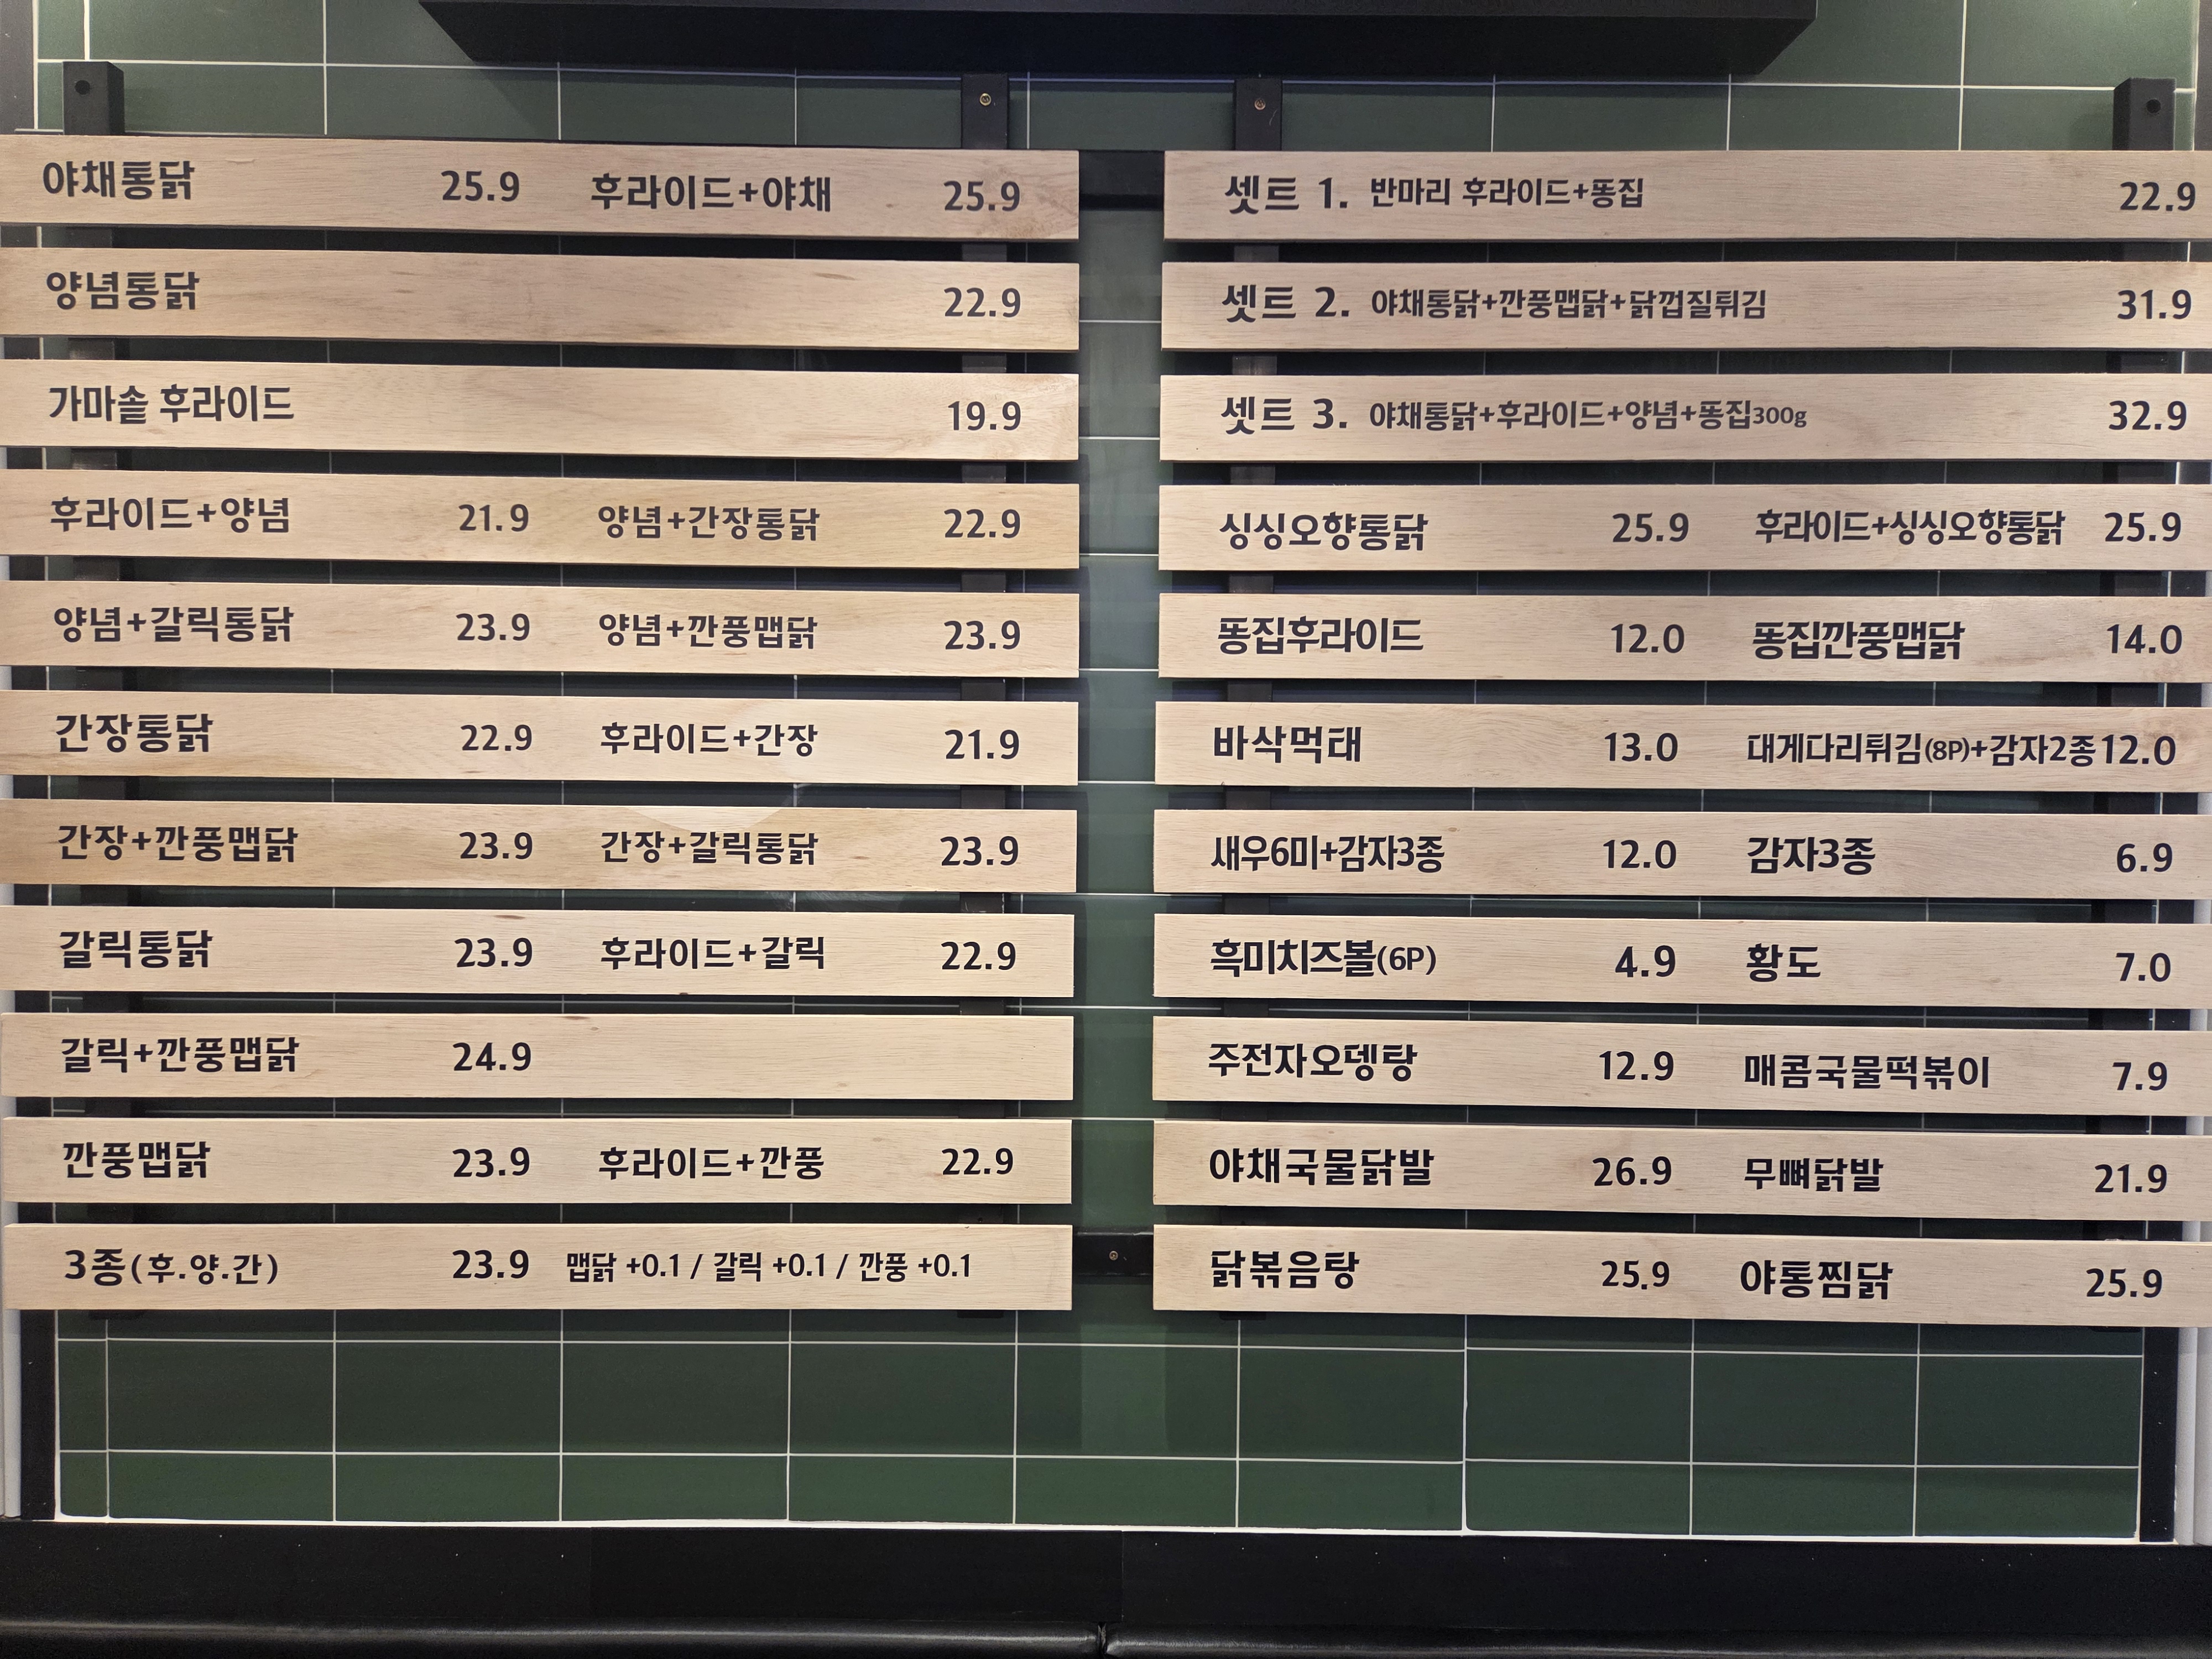 야채통닭 25.9 후라이드+야채 25.9
양념통닭 22.9
가마솥 후라이드 19.9
후라이드+양념 21.9 양념+간장통닭 22.9
양념+갈릭통닭 23.9 양념+깐풍맵닭 23.9
간장통닭 22.9 후라이드+간장 21.9
간장+깐풍맵닭 23.9 간장+갈릭통닭 23.9
갈릭통닭 23.9 후라이드+갈릭 22.9
갈릭+깐풍맵닭 24.9
깐풍맵닭 23.9 후라이드+깐풍 22.9
3종(후.양.간) 23.9 맵닭 +0.1 / 갈릭 +0.1 / 깐풍 +0.1
셋트 1. 반마리 후라이드+똥집 22.9
셋트 2. 야채통닭+깐풍맵닭+닭껍질튀김 31.9
셋트 3. 야채통닭+후라이드+양념+똥집300g 32.9
싱싱오향통닭 25.9 후라이드+싱싱오향통닭 25.9
똥집후라이드 12.0 똥집깐풍맵닭 14.0
바삭먹태 13.0 대게다리튀김(8P)+감자2종 12.0
새우6미+감자3종 12.0 감자3종 6.9
흑미치즈볼(6P) 4.9 황도 7.0
주전자오뎅탕 12.9 매콤국물떡볶이 7.9
야채국물닭발 26.9 무뼈닭발 21.9
닭볶음탕 25.9 야통찜닭 25.9